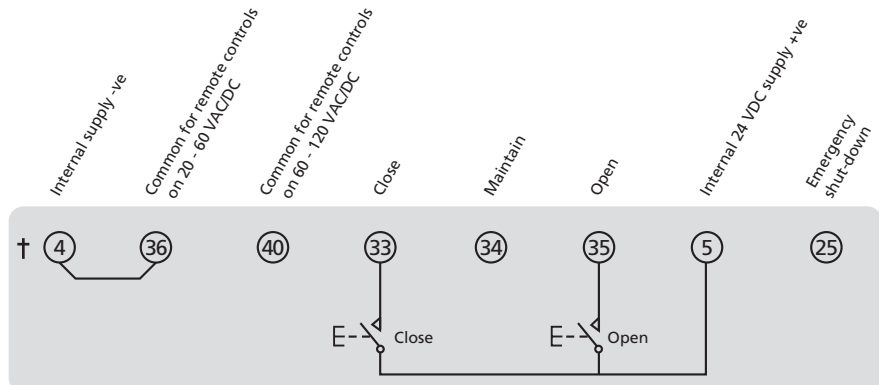 Internal supply -ve
Common for remote controls
on 20 - 60 VAC/DC
Common for remote controls
on 60 - 120 VAC/DC
Close
Maintain
Open
Internal 24 VDC supply +ve
Emergency
shut-down
† 4 36 40 33 34 35 5 25
Close Open